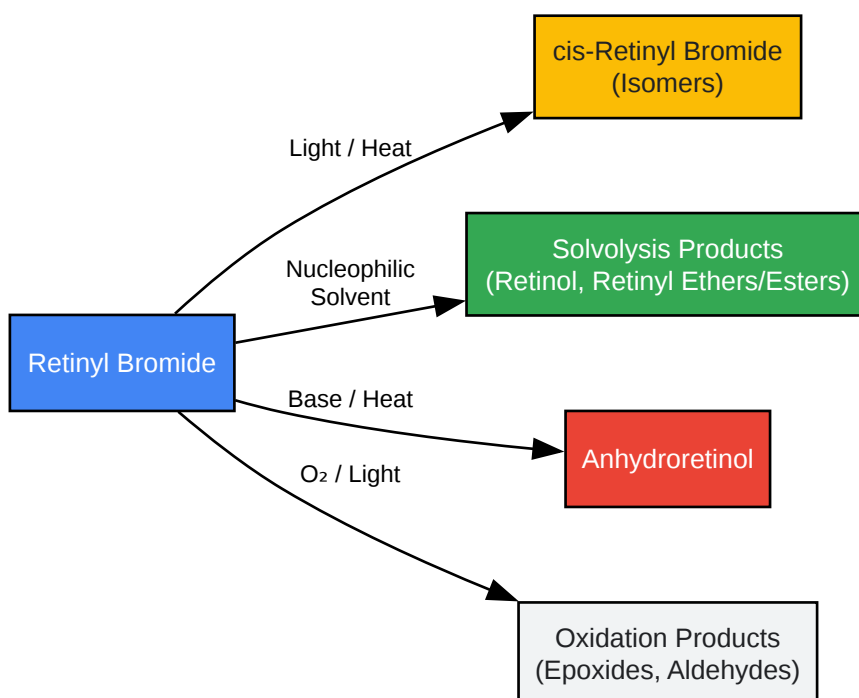 cis-Retinyl Bromide
(Isomers)
Light / Heat
Solvolysis Products
(Retinol, Retinyl Ethers/Esters)
Nucleophilic
Solvent
Retinyl Bromide
Base / Heat
Anhydroretinol
O₂ / Light
Oxidation Products
(Epoxides, Aldehydes)